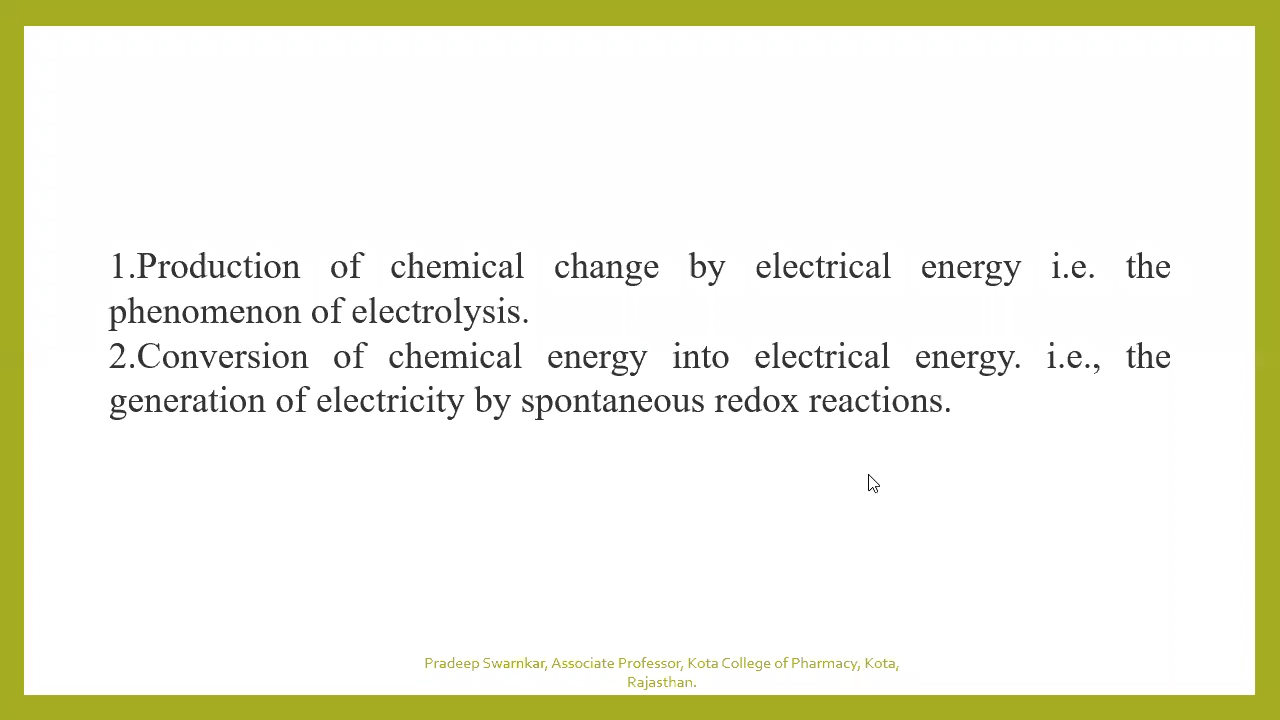 1.Production of chemical change by electrical energy i.e. the
phenomenon of electrolysis.
2.Conversion of chemical energy into electrical energy. i.e., the
generation of electricity by spontaneous redox reactions.
Pradeep Swarnkar, Associate Professor, Kota College of Pharmacy, Kota,
Rajasthan.